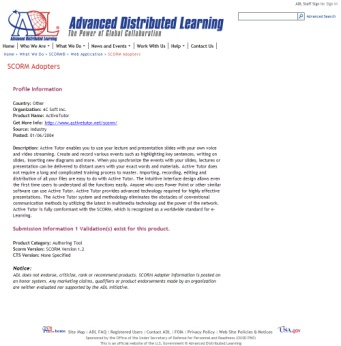 ADL_Staff Sign In: Sign In
ADL Advanced Distributed Learning
The Power of Global Collaboration
Advanced Distributed Learning
Advanced Search
Home | Who We Are | What We Do | News and Events | Work With Us | Help | Contact Us |
Home > What We Do > SCORM® > Web Application > SCORM Adopters
SCORM Adopters
Profile Information
Country: Other
Organization: 4C Soft Inc.
Product Name: ActiveTutor
Get More Info: http://www.activetutor.net/scorm/
Source: Industry
Posted: 01/06/2004
Description: Active Tutor enables you to use your lecture and presentation slides with your own voice
and video streaming. Create and record various events such as highlighting key sentences, writing on
slides, inserting new diagrams and more. When you synchronize the events with your slides, lectures or
presentation can be delivered to distant users with your exact words and materials. Active Tutor does
not require a long and complicated training process to master. Importing, recording, editing and
distribution of all your files are easy to do with Active Tutor. The intuitive interface design allows even
the first time users to understand all the functions easily. Anyone who uses Power Point or other similar
software can use Active Tutor. Active Tutor provides advanced technology required for highly effective
presentations. The Active Tutor system and methodology eliminates the obstacles of conventional
communication methods by utilizing the latest in multimedia technology and the power of the network.
Active Tutor is fully conformant with the SCORM, which is recognized as a worldwide standard for e-
Learning.
Submission Information 1 Validation(s) exist for this product.
Product Category: Authoring Tool
Scorm Version: SCORM Version 1.2
CTS Version: None Specified
Notice:
ADL does not endorse, criticize, rank or recommend products. SCORM Adopter information is posted on
an honor system. Any marketing claims, qualifiers or product endorsements made by an organization
are neither evaluated nor supported by the ADL Initiative.
Site Map | ADL FAQ | Registered Users | Contact ADL | FOIA | Privacy Policy | Web Site Policies & Notices
Sponsored by the Office of the Under Secretary of Defense for Personnel and Readiness (OUSD P&R)
This is an official website of the U.S. Government © Advanced Distributed Learning
USA.gov